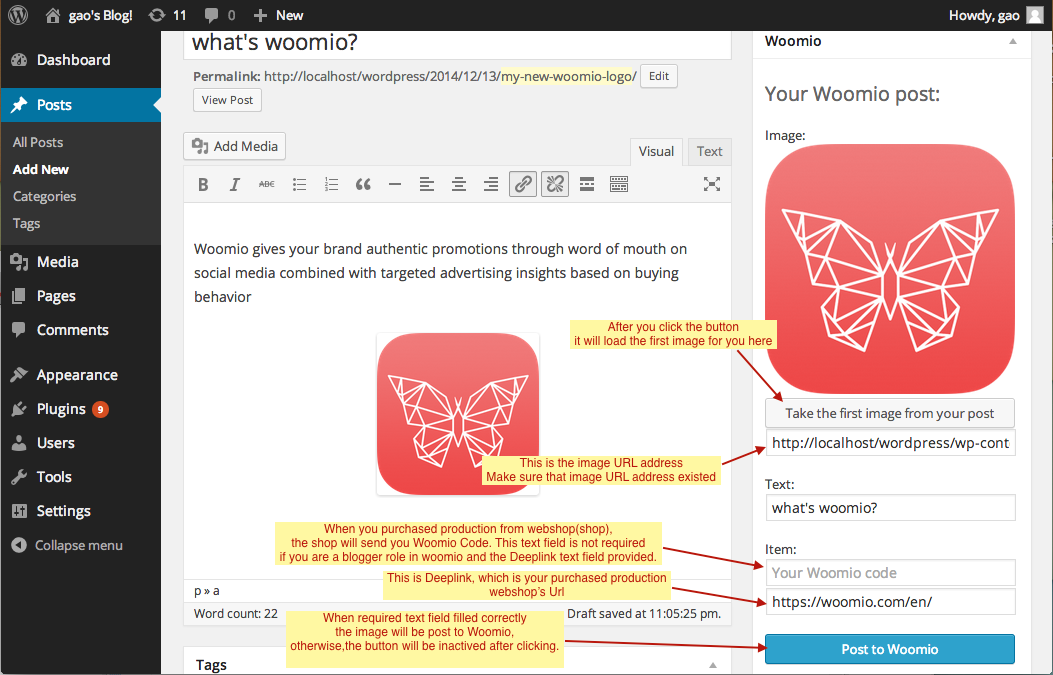 gao's Blog!
11
0
New
Howdy, gao
Dashboard
Posts
All Posts
Add New
Categories
Tags
Media
Pages
Comments
Appearance
Plugins 9
Users
Tools
Settings
Collapse menu
what's woomio?
Permalink: http://localhost/wordpress/2014/12/13/my-new-woomio-logo/ Edit
View Post
Add Media
Visual
Text
B I ABC
Woomio gives your brand authentic promotions through word of mouth on
social media combined with targeted advertising insights based on buying
behavior
p » a
Word count: 22
Draft saved at 11:05:25 pm.
Tags
After you click the button
it will load the first image for you here
This is the image URL address
Make sure that image URL address existed
When you purchased production from webshop(shop),
the shop will send you Woomio Code. This text field is not required
if you are a blogger role in woomio and the Deeplink text field provided.
This is Deeplink, which is your purchased production
webshop's Url
When required text field filled correctly
the image will be post to Woomio,
otherwise,the button will be inactived after clicking.
Woomio
Your Woomio post:
Image:
Take the first image from your post
http://localhost/wordpress/wp-cont
Text:
what's woomio?
Item:
Your Woomio code
https://woomio.com/en/
Post to Woomio